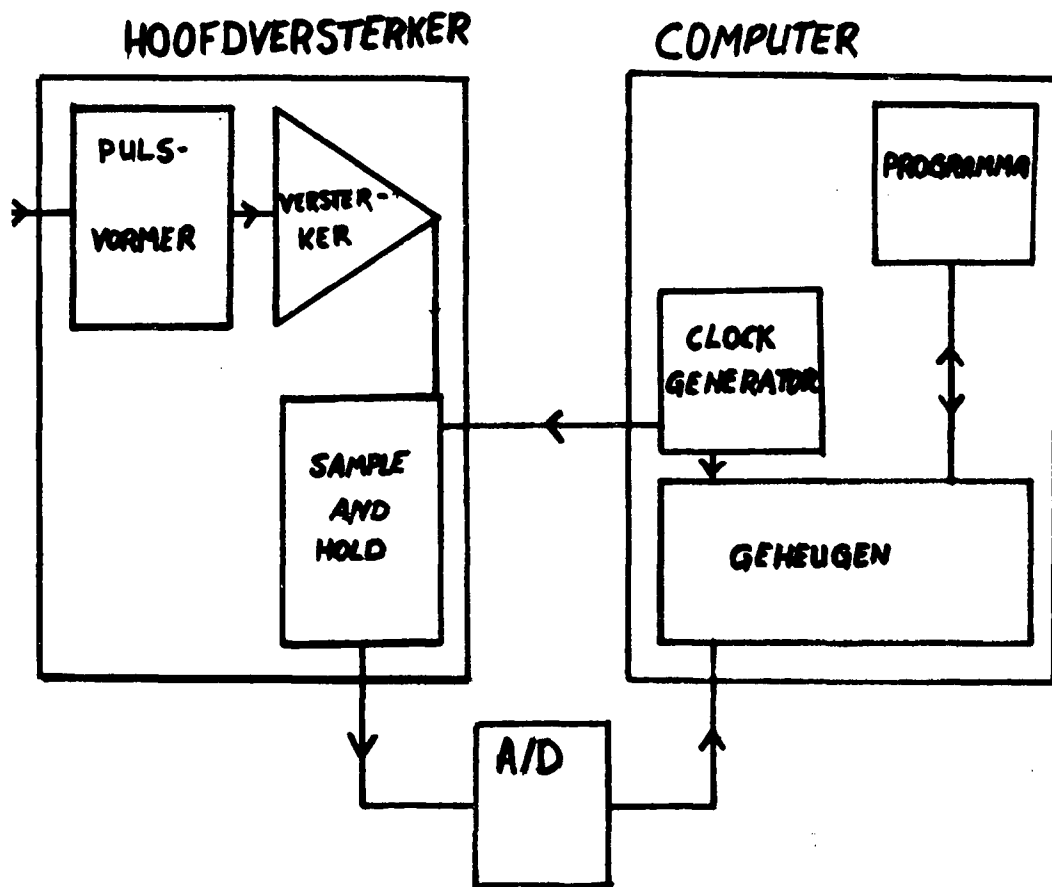 HOOFDVERSTERKER
COMPUTER
PULS-
VORMER
VERSTER-
KER
PROGRAMMA
CLOCK
GENERATOR
SAMPLE
AND
HOLD
GEHEUGEN
A/D